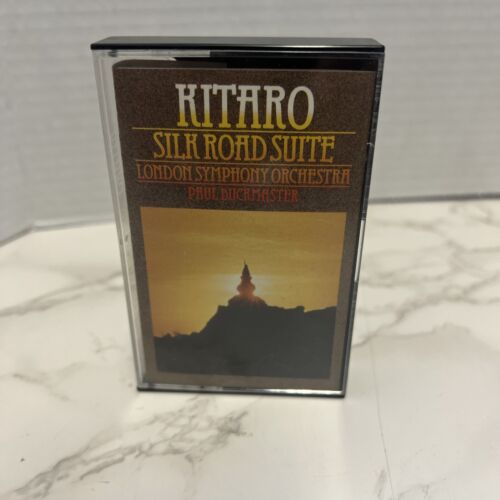 KITARO
SILK ROAD SUITE
LONDON SYMPHONY ORCHESTRA
PAUL BUCKMASTER